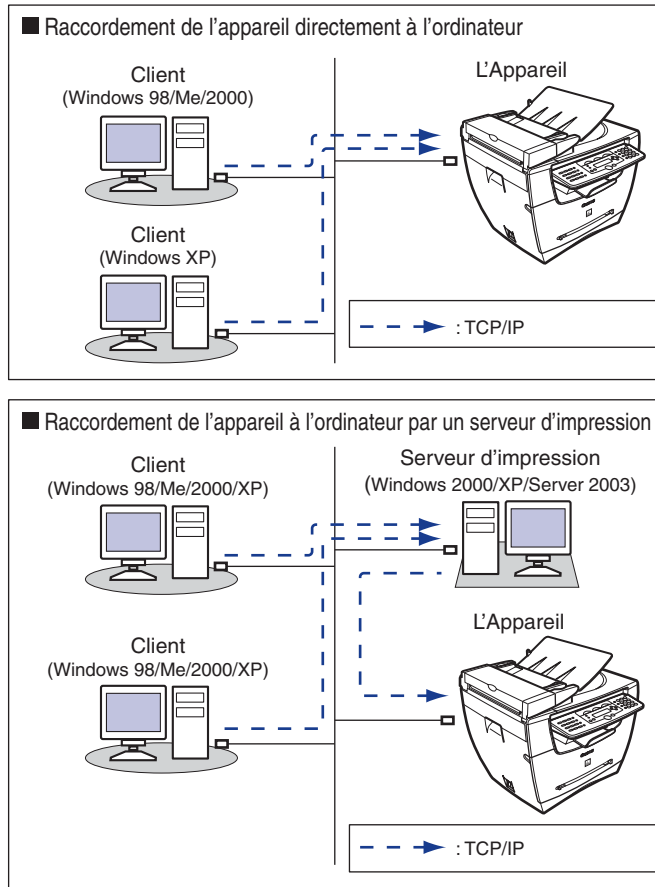 ■ Raccordement de l'appareil directement à l'ordinateur
Client
(Windows 98/Me/2000)
L'Appareil
Client
(Windows XP)
: TCP/IP
■ Raccordement de l'appareil à l'ordinateur par un serveur d'impression
Client
(Windows 98/Me/2000/XP)
Serveur d'impression
(Windows 2000/XP/Server 2003)
Client
(Windows 98/Me/2000/XP)
L'Appareil
: TCP/IP